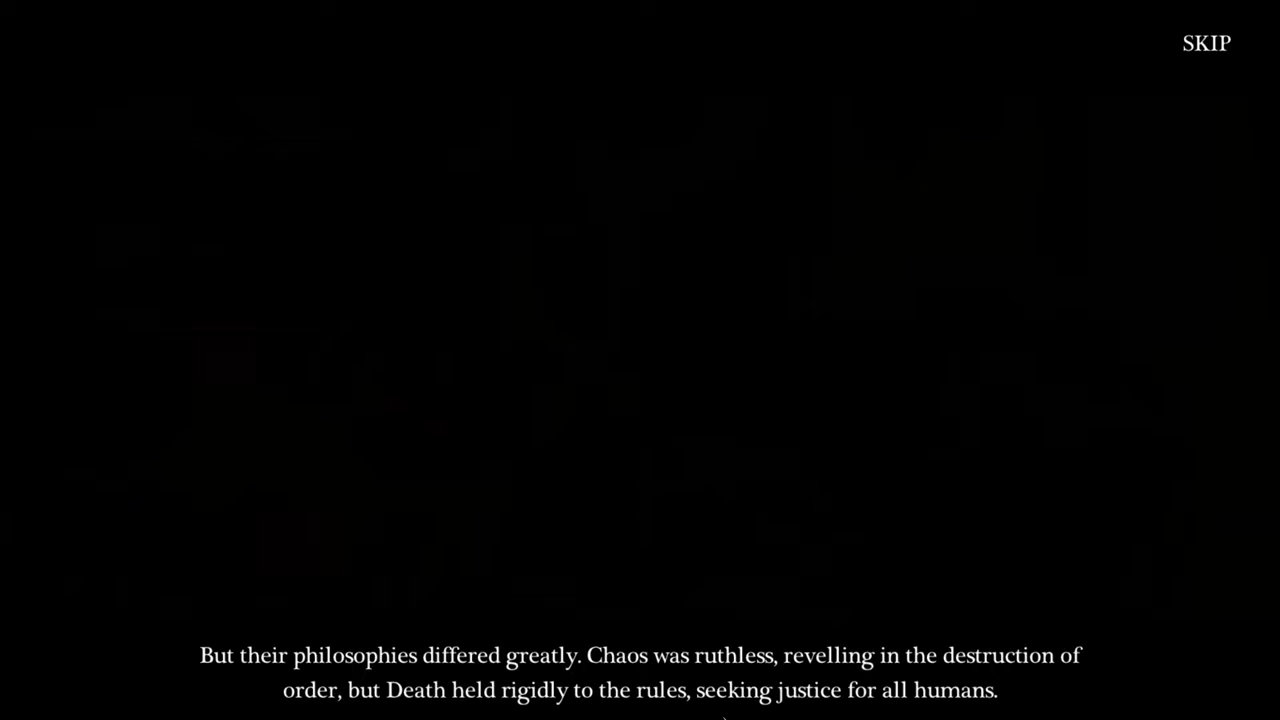 SKIP
But their philosophies differed greatly. Chaos was ruthless, revelling in the destruction of
order, but Death held rigidly to the rules, seeking justice for all humans.